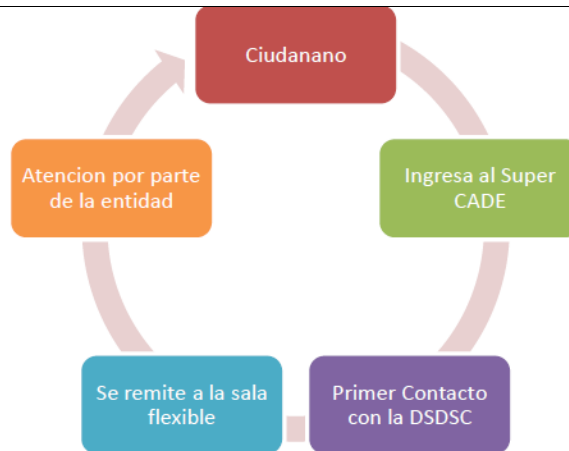 Ciudanano
Ingresa al Super
CADE
Primer Contacto
con la DSDSC
Se remite a la sala
flexible
Atencion por parte
de la entidad